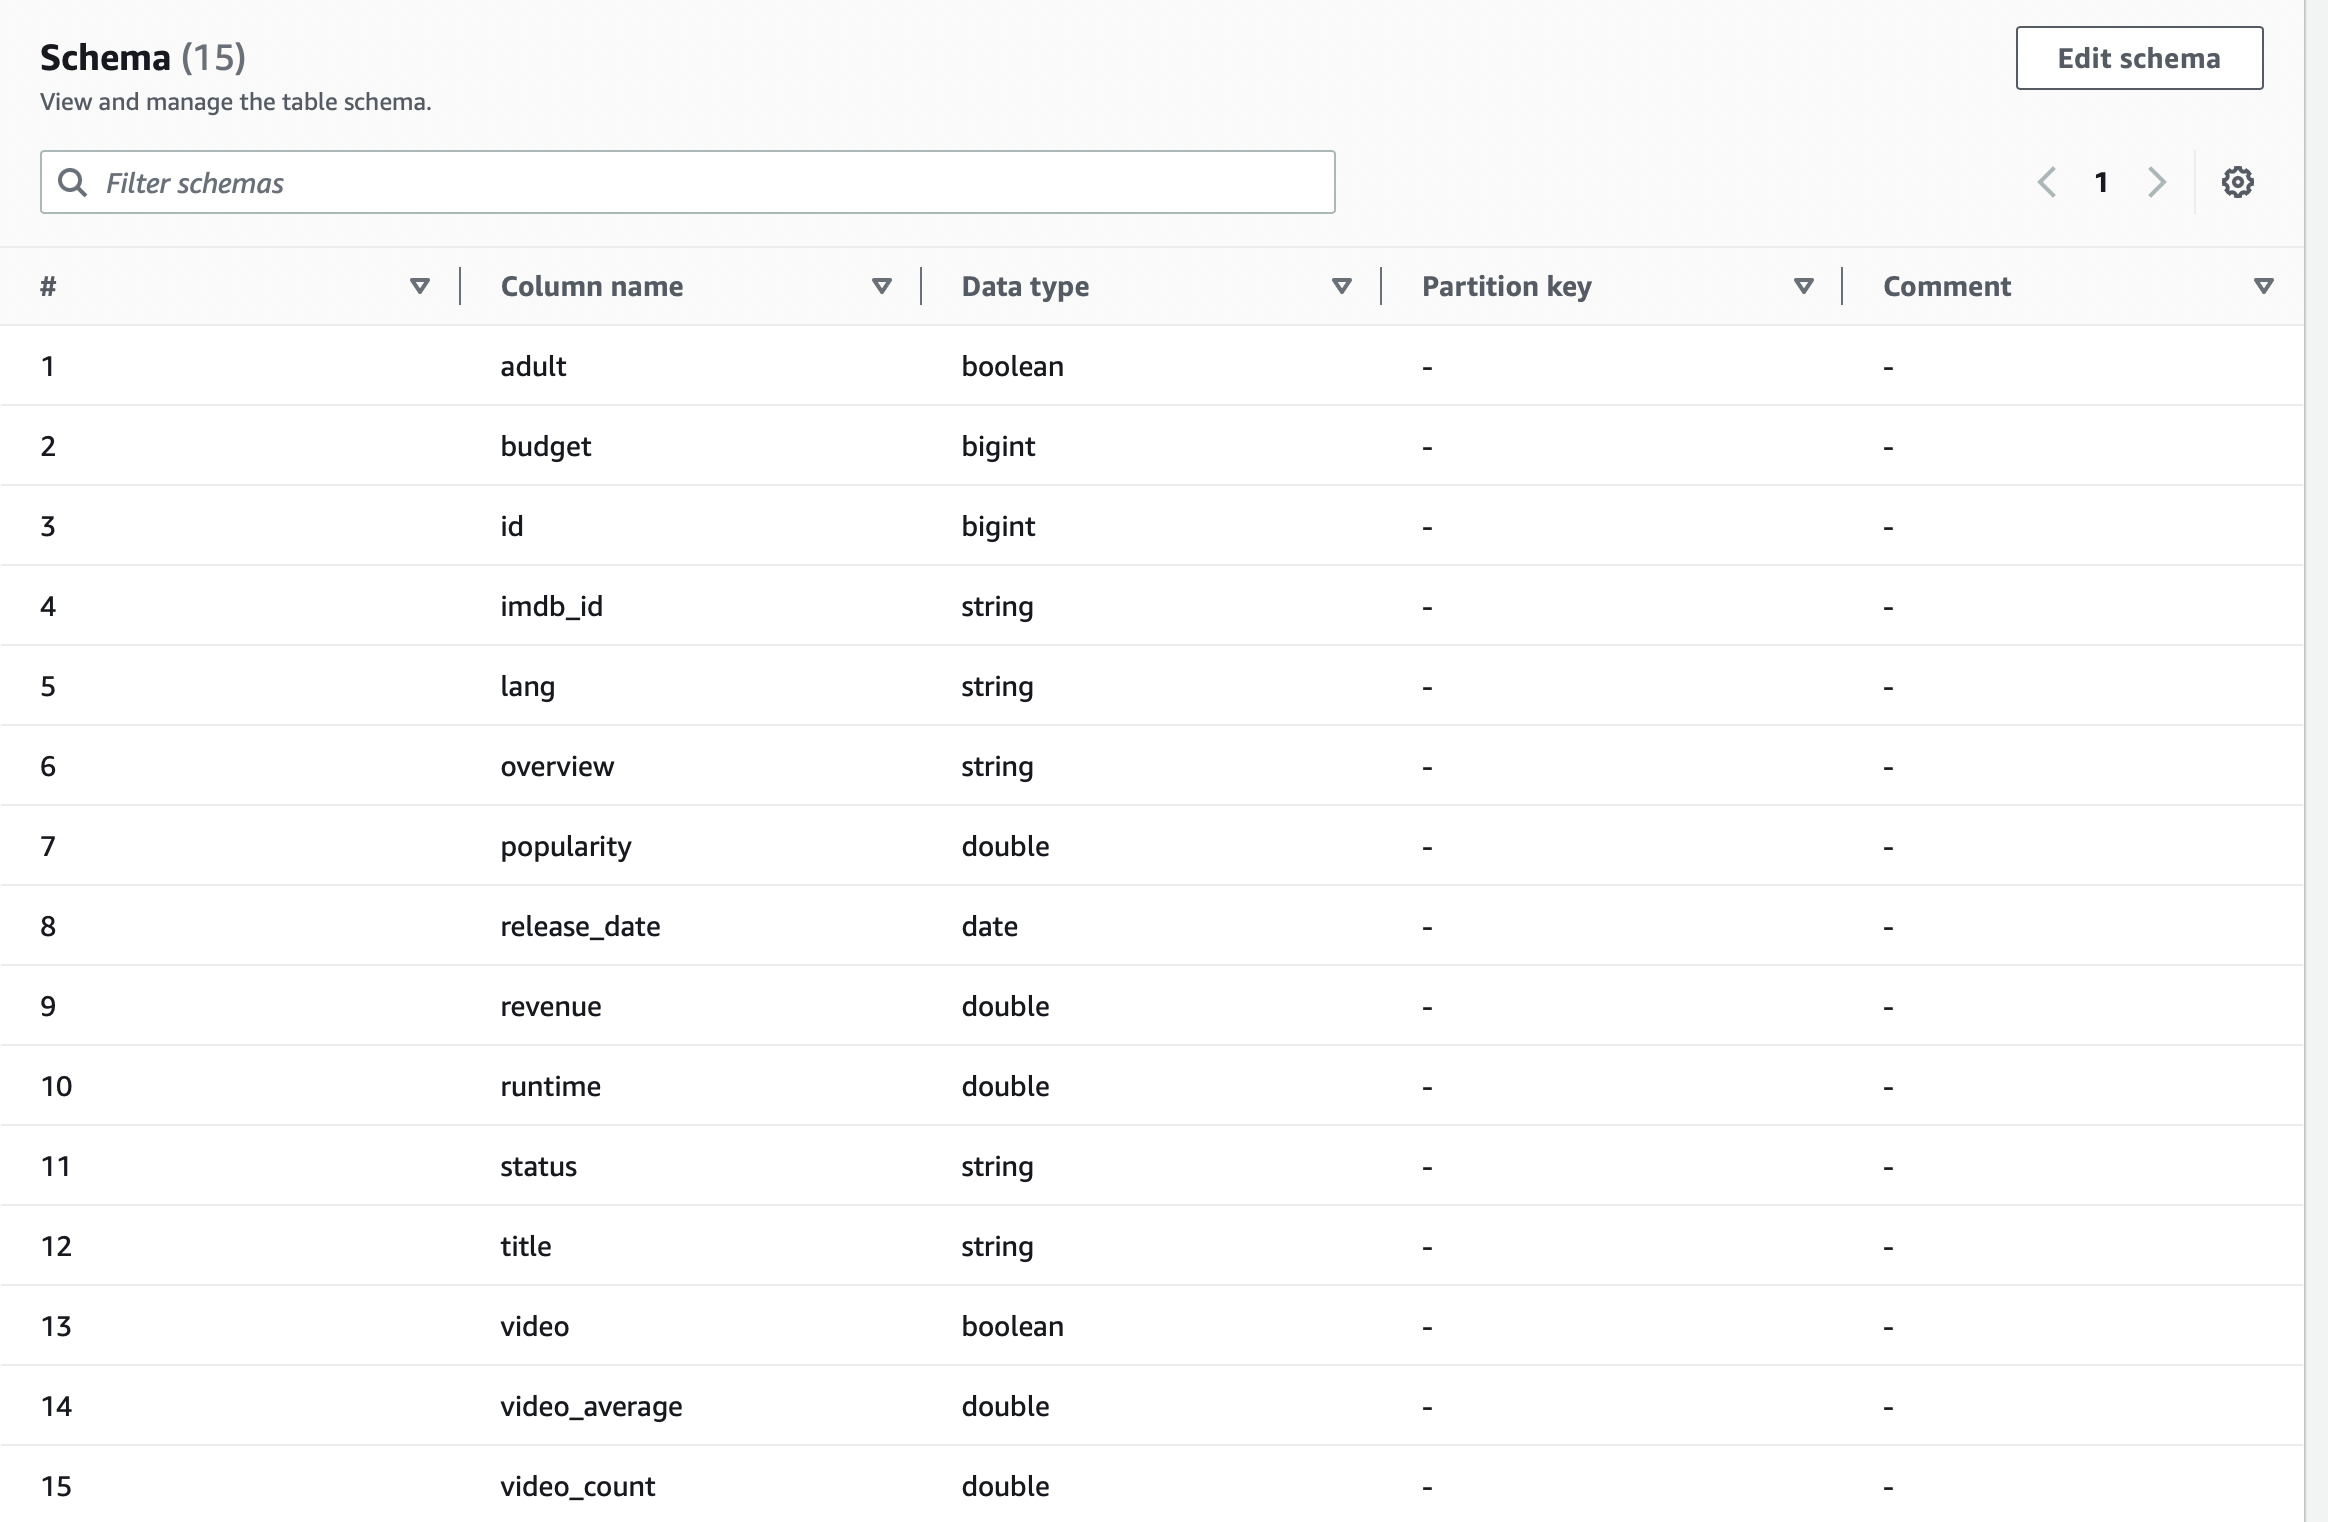 Schema (15)
Edit schema
View and manage the table schema.
Filter schemas
1
# Column name Data type Partition key Comment
1 adult boolean - -
2 budget bigint - -
3 id bigint - -
4 imdb_id string - -
5 lang string - -
6 overview string - -
7 popularity double - -
8 release_date date - -
9 revenue double - -
10 runtime double - -
11 status string - -
12 title string - -
13 video boolean - -
14 video_average double - -
15 video_count double - -